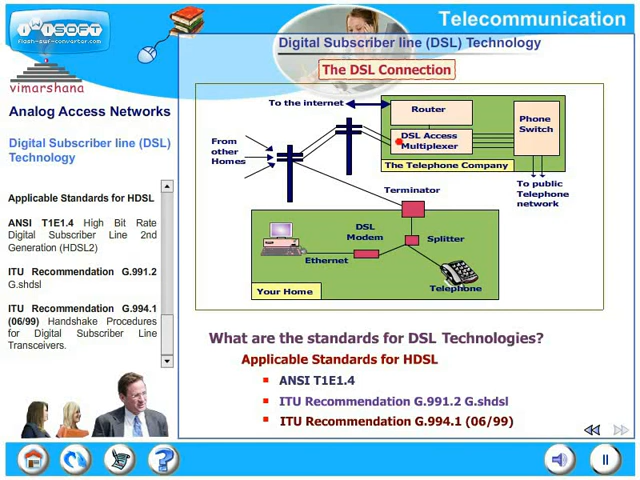 iWiSOFT
flash-swf-converter.com
Telecommunication
Digital Subscriber line (DSL) Technology
The DSL Connection
vimarshana
Analog Access Networks
Digital Subscriber line (DSL)
Technology
Applicable Standards for HDSL
ANSI T1E1.4 High Bit Rate
Digital Subscriber Line 2nd
Generation (HDSL2)
ITU Recommendation G.991.2
G.shdsl
ITU Recommendation G.994.1
(06/99) Handshake Procedures
for Digital Subscriber Line
Transceivers.
To the internet
Router
Phone
Switch
DSL Access
Multiplexer
The Telephone Company
From
other
Homes
To public
Telephone
network
Terminator
DSL
Modem
Splitter
Ethernet
Telephone
Your Home
What are the standards for DSL Technologies?
Applicable Standards for HDSL
ANSI T1E1.4
ITU Recommendation G.991.2 G.shdsl
ITU Recommendation G.994.1 (06/99)